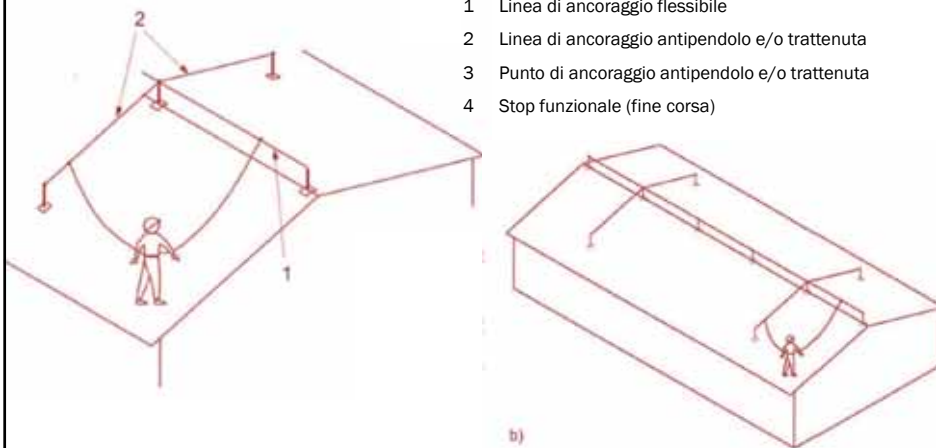 1 Linea di ancoraggio flessibile
2 Linea di ancoraggio antipendolo e/o trattenuta
3 Punto di ancoraggio antipendolo e/o trattenuta
4 Stop funzionale (fine corsa)
2
1
b)